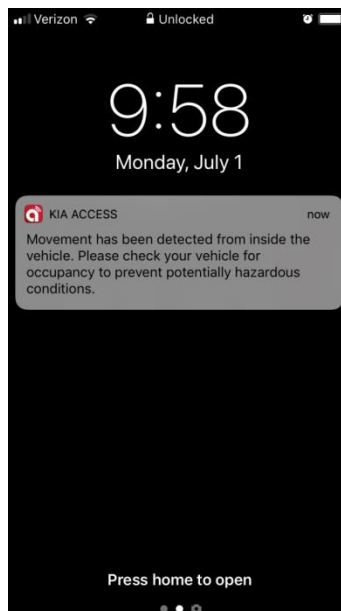 Verizon
Unlocked
9:58
Monday, July 1
KIA ACCESS
now
Movement has been detected from inside the
vehicle. Please check your vehicle for
occupancy to prevent potentially hazardous
conditions.
Press home to open